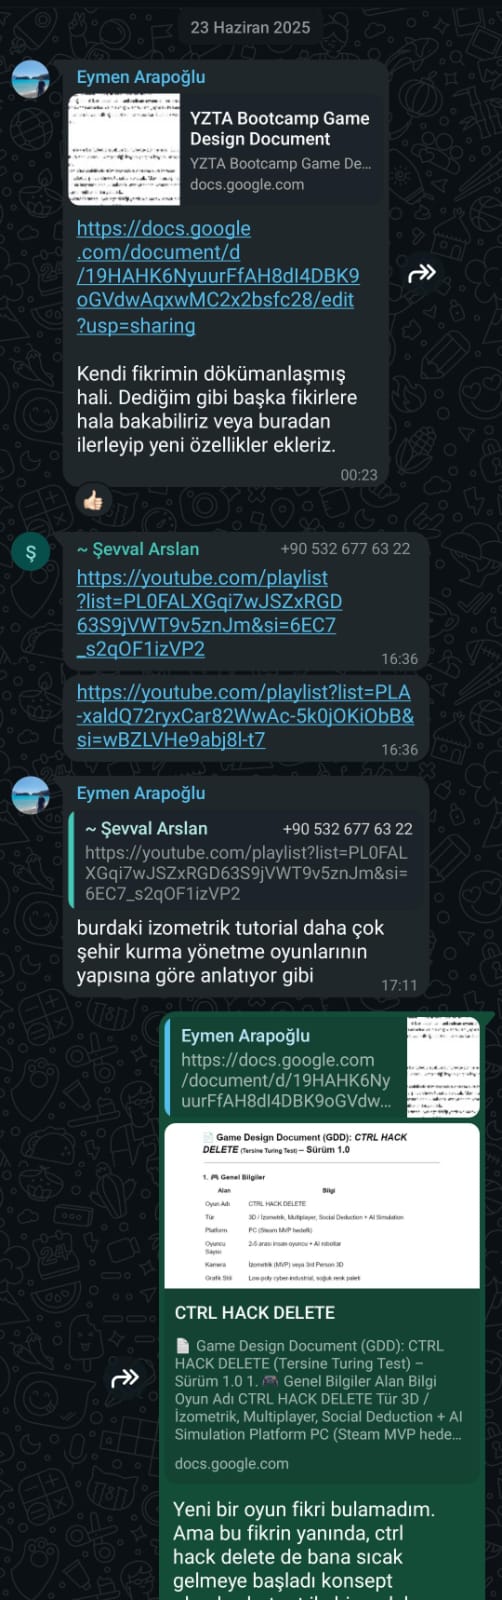 23 Haziran 2025
Eymen Arapoğlu
YZTA Bootcamp Game
Design Document
YZTA Bootcamp Game De...
docs.google.com
https://docs.google
.com/document/d
/19HAHK6NyuurFfAH8dI4DBK9
oGVdwAqxwMC2x2bsfc28/edit
?usp=sharing
Kendi fikrimin dökümanlaşmış
hali. Dediğim gibi başka fikirlere
hala bakabiliriz veya buradan
ilerleyip yeni özellikler ekleriz.
00:23
Ş
~ Şevval Arslan +90 532 677 63 22
https://youtube.com/playlist
?list=PL0FALXGqi7wJSZxRGD
63S9jVWT9v5znJm&si=6EC7
_s2qOF1izVP2
16:36
https://youtube.com/playlist?list=PLA
-xaldQ72ryxCar82WwAc-5k0jOKiObB&
si=wBZLVHe9abj8l-t7
16:36
Eymen Arapoğlu
~ Şevval Arslan +90 532 677 63 22
https://youtube.com/playlist?list=PL0FAL
XGqi7wJSZxRGD63S9jVWT9v5znJm&si=
6EC7_s2qOF1izVP2
burdaki izometrik tutorial daha çok
şehir kurma yönetme oyunlarının
yapısına göre anlatıyor gibi
17:11
Eymen Arapoğlu
https://docs.google.com
/document/d/19HAHK6Ny
uurFfAH8dI4DBK9oGVdw...
Game Design Document (GDD): CTRL HACK
DELETE (Tersine Turing Test) – Sürüm 1.0
1. Genel Bilgiler
Alan Bilgi
Oyun Adı CTRL HACK DELETE
Tür 3D / İzometrik, Multiplayer, Social Deduction + AI Simulation
Platform PC (Steam MVP hedefli)
Oyuncu Sayısı 2-5 arası insan oyuncu + AI robotlar
Kamera İzometrik (MVP) veya 3rd Person 3D
Grafik Stili Low-poly cyber-industrial, soğuk renk paleti
CTRL HACK DELETE
Game Design Document (GDD): CTRL
HACK DELETE (Tersine Turing Test) –
Sürüm 1.0 1. 🎮 Genel Bilgiler Alan Bilgi
Oyun Adı CTRL HACK DELETE Tür 3D /
İzometrik, Multiplayer, Social Deduction + AI
Simulation Platform PC (Steam MVP hede...
docs.google.com
Yeni bir oyun fikri bulamadım.
Ama bu fikrin yanında, ctrl
hack delete de bana sıcak
gelmeye başladı konsept